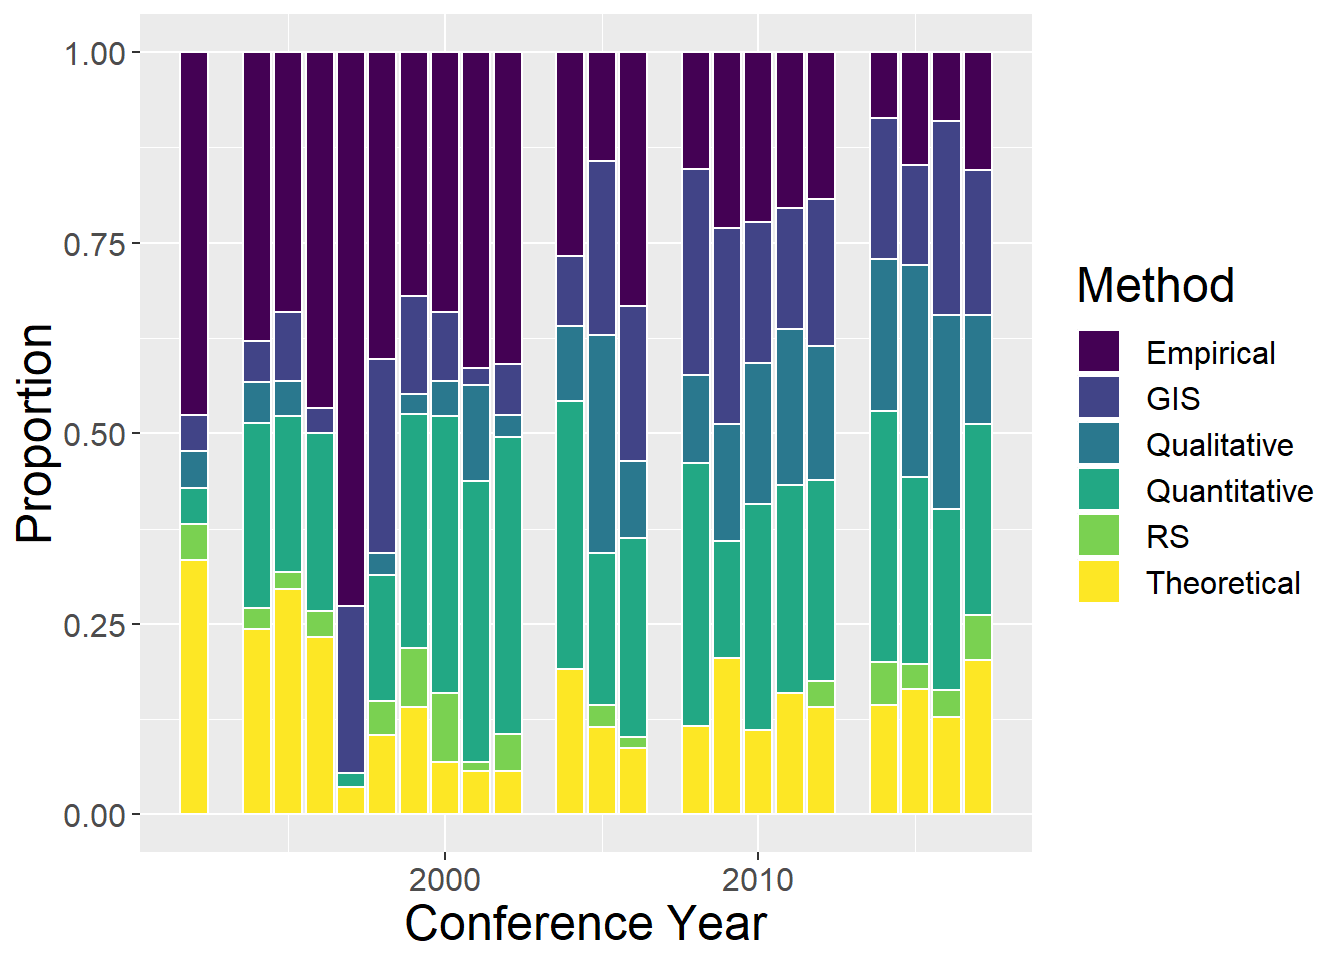 1.00
0.75
0.50
0.25
0.00
Proportion
2000
2010
Conference Year
Method
Empirical
GIS
Qualitative
Quantitative
RS
Theoretical